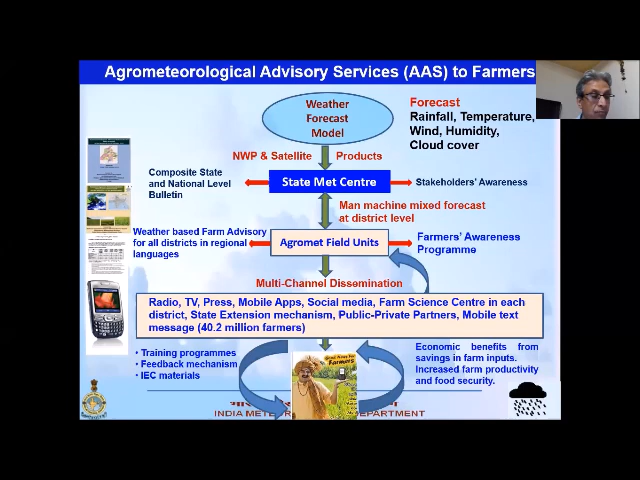 Agrometeorological Advisory Services (AAS) to Farmers
Weather
Forecast
Model
Forecast
Rainfall, Temperature,
Wind, Humidity,
Cloud cover
NWP & Satellite Products
Composite State
and National Level
Bulletin
State Met Centre
Stakeholders' Awareness
Man machine mixed forecast
at district level
Weather based Farm Advisory
for all districts in regional
languages
Agromet Field Units
Farmers' Awareness
Programme
Multi-Channel Dissemination
Radio, TV, Press, Mobile Apps, Social media, Farm Science Centre in each
district, State Extension mechanism, Public-Private Partners, Mobile text
message (40.2 million farmers)
• Training programmes
• Feedback mechanism
• IEC materials
Farmers
Economic benefits from
savings in farm inputs.
Increased farm productivity
and food security.
INDIA DEPARTMENT